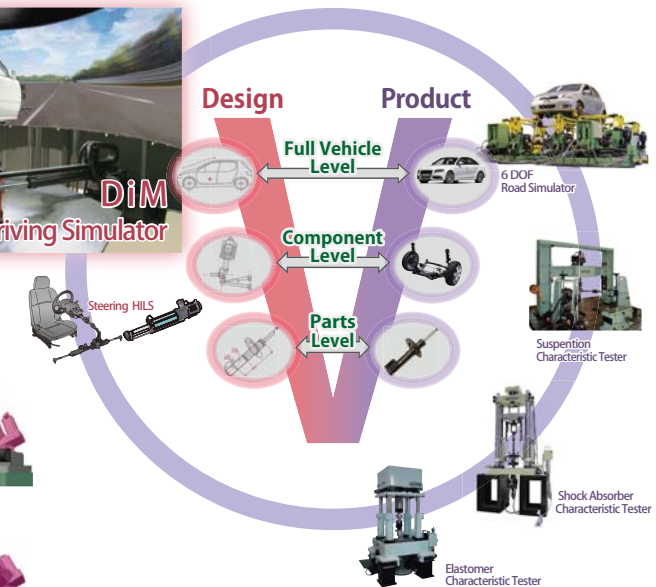 Design
Product
Full Vehicle
Level
6 DOF
Road Simulator
DiM
riving Simulator
Component
Level
Steering HILS
Parts
Level
Suspention
Characteristic Tester
Shock Absorber
Characteristic Tester
Elastomer
Characteristic Tester